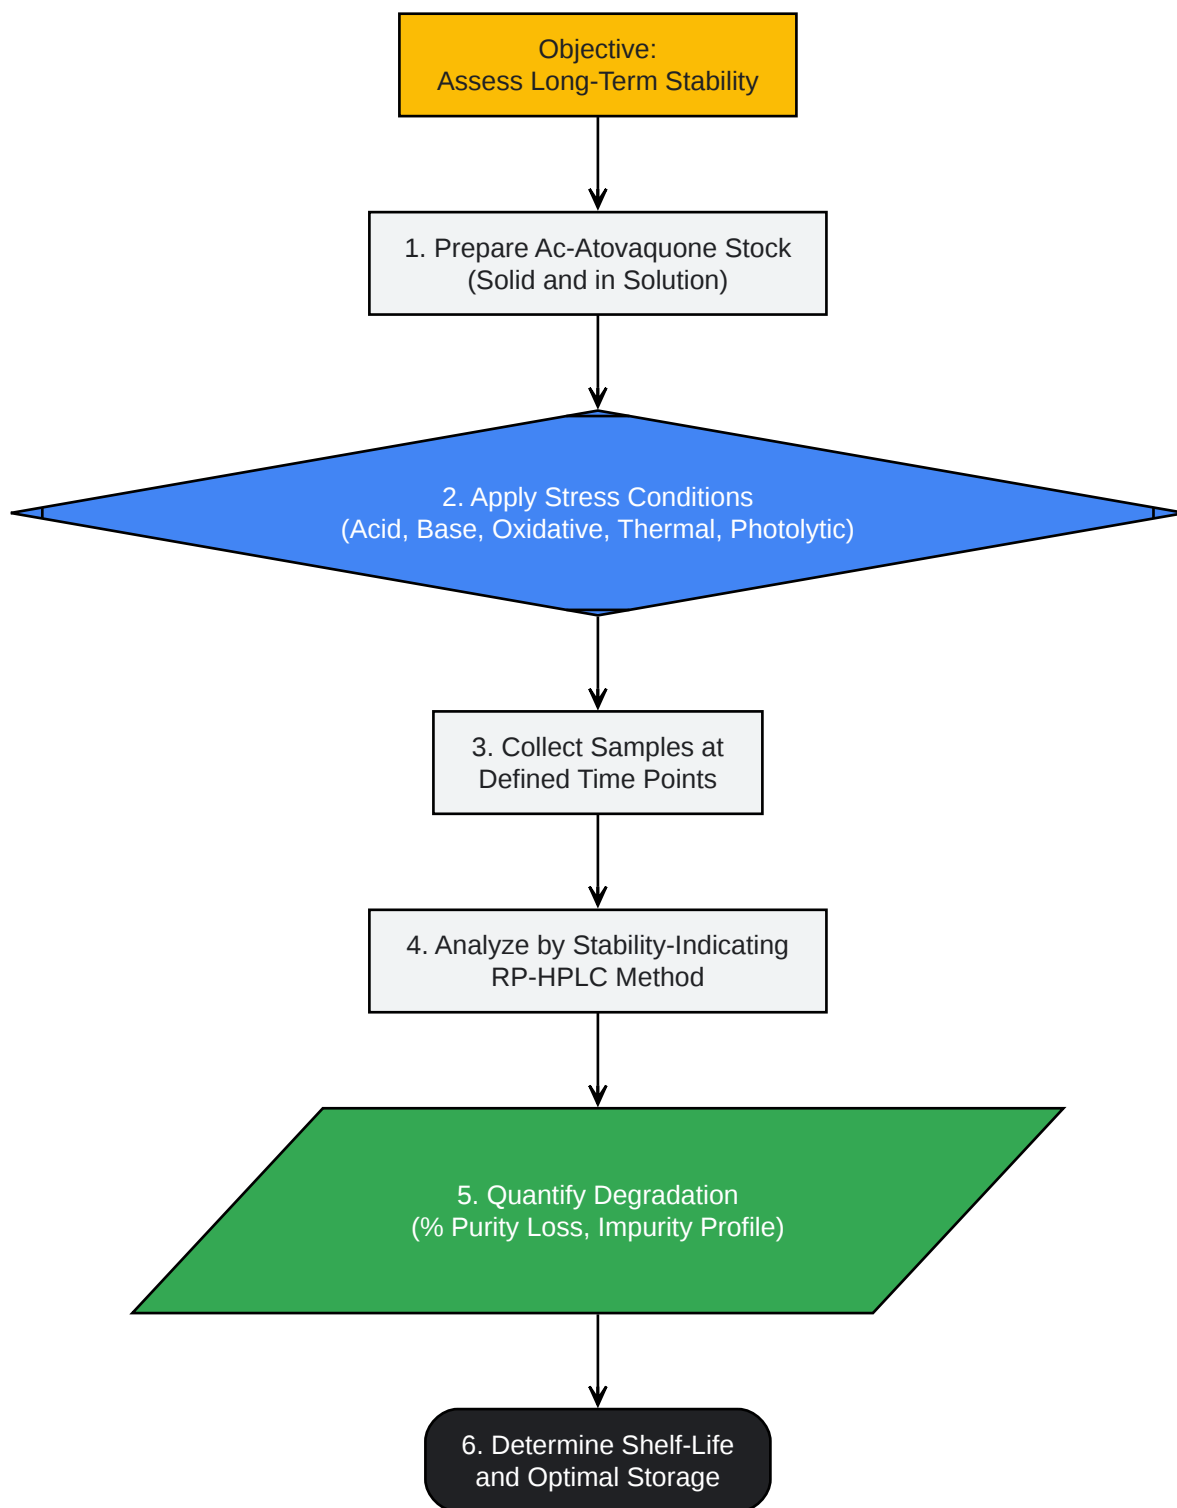 Objective:
Assess Long-Term Stability
1. Prepare Ac-Atovaquone Stock
(Solid and in Solution)
2. Apply Stress Conditions
(Acid, Base, Oxidative, Thermal, Photolytic)
3. Collect Samples at
Defined Time Points
4. Analyze by Stability-Indicating
RP-HPLC Method
5. Quantify Degradation
(% Purity Loss, Impurity Profile)
6. Determine Shelf-Life
and Optimal Storage